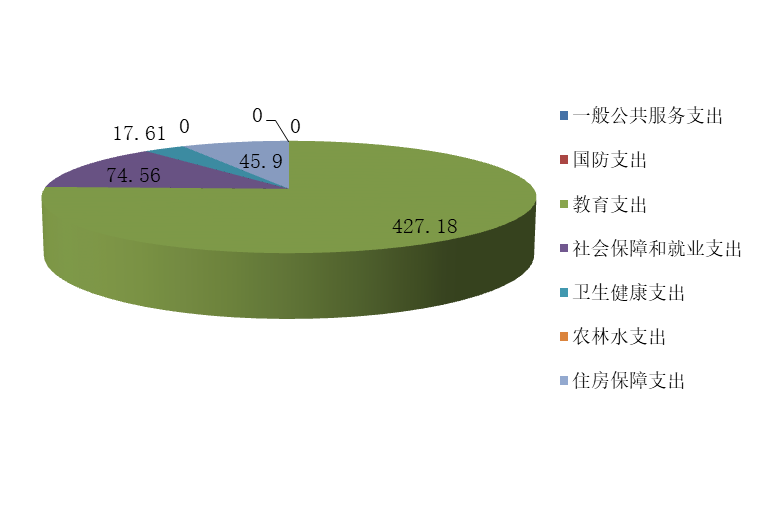 0
0
0
17.61
45.9
74.56
427.18
一般公共服务支出
国防支出
教育支出
社会保障和就业支出
卫生健康支出
农林水支出
住房保障支出